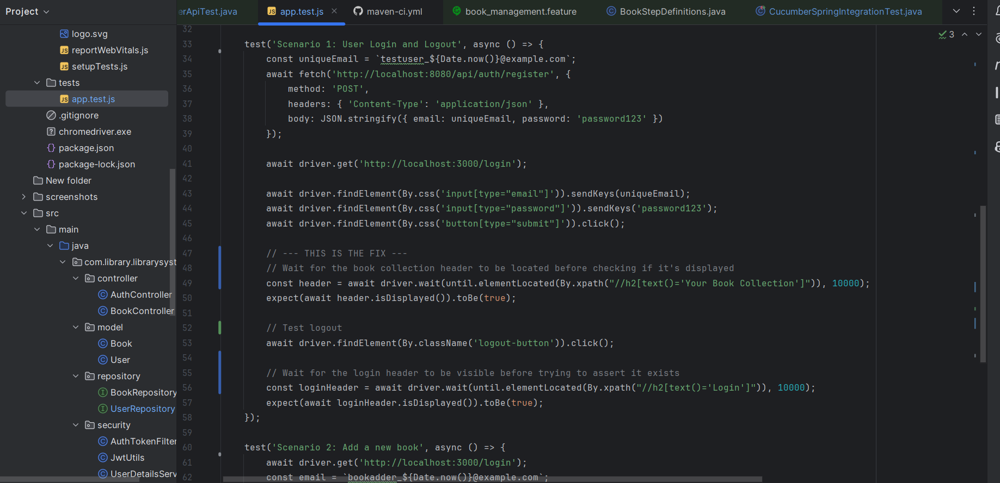 Project
erApiTest.java
app.test.js
maven-ci.yml
book_management.feature
BookStepDefinitions.java
CucumberSpringIntegrationTest.java
logo.svg
reportWebVitals.js
setupTests.js
tests
app.test.js
.gitignore
chromedriver.exe
package.json
package-lock.json
New folder
screenshots
src
main
java
com.library.librarysyst
controller
AuthController
BookController
model
Book
User
repository
BookRepository
UserRepository
security
AuthTokenFilter
JwtUtils
UserDetailsServ
3
32
33 test('Scenario 1: User Login and Logout', async () => {
34 const uniqueEmail = `testuser_${Date.now()}@example.com`;
35 await fetch('http://localhost:8080/api/auth/register', {
36 method: 'POST',
37 headers: { 'Content-Type': 'application/json' },
38 body: JSON.stringify({ email: uniqueEmail, password: 'password123' })
39 });
40
41 await driver.get('http://localhost:3000/login');
42
43 await driver.findElement(By.css('input[type="email"]')).sendKeys(uniqueEmail);
44 await driver.findElement(By.css('input[type="password"]')).sendKeys('password123');
45 await driver.findElement(By.css('button[type="submit"]')).click();
46
47 // --- THIS IS THE FIX ---
48 // Wait for the book collection header to be located before checking if it's displayed
49 const header = await driver.wait(until.elementLocated(By.xpath("//h2[text()='Your Book Collection']")), 10000);
50 expect(await header.isDisplayed()).toBe(true);
51
52 // Test logout
53 await driver.findElement(By.className('logout-button')).click();
54
55 // Wait for the login header to be visible before trying to assert it exists
56 const loginHeader = await driver.wait(until.elementLocated(By.xpath("//h2[text()='Login']")), 10000);
57 expect(await loginHeader.isDisplayed()).toBe(true);
58 });
59
60 test('Scenario 2: Add a new book', async () => {
61 await driver.get('http://localhost:3000/login');
62 const email = `bookadder_${Date.now()}@example.com`;